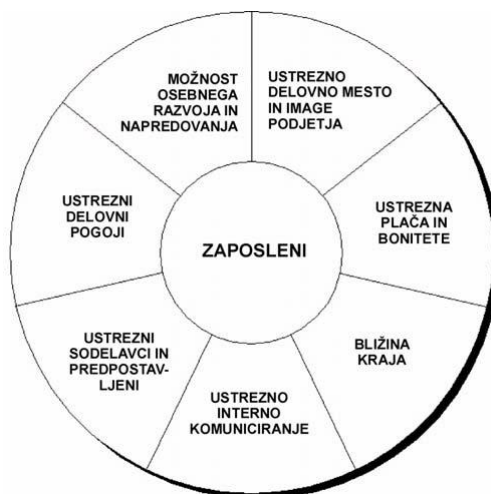 MOŽNOST
OSEBNEGA
RAZVOJA IN
NAPREDOVANJA
USTREZNO
DELOVNO MESTO
IN IMAGE
PODJETJA
USTREZNI
DELOVNI
POGOJI
ZAPOSLENI
USTREZNA
PLAČA IN
BONITETE
USTREZNI
SODELAVCI IN
PREDPOSTAV-
LJENI
USTREZNO
INTERNO
KOMUNICIRANJE
BLIŽINA
KRAJA